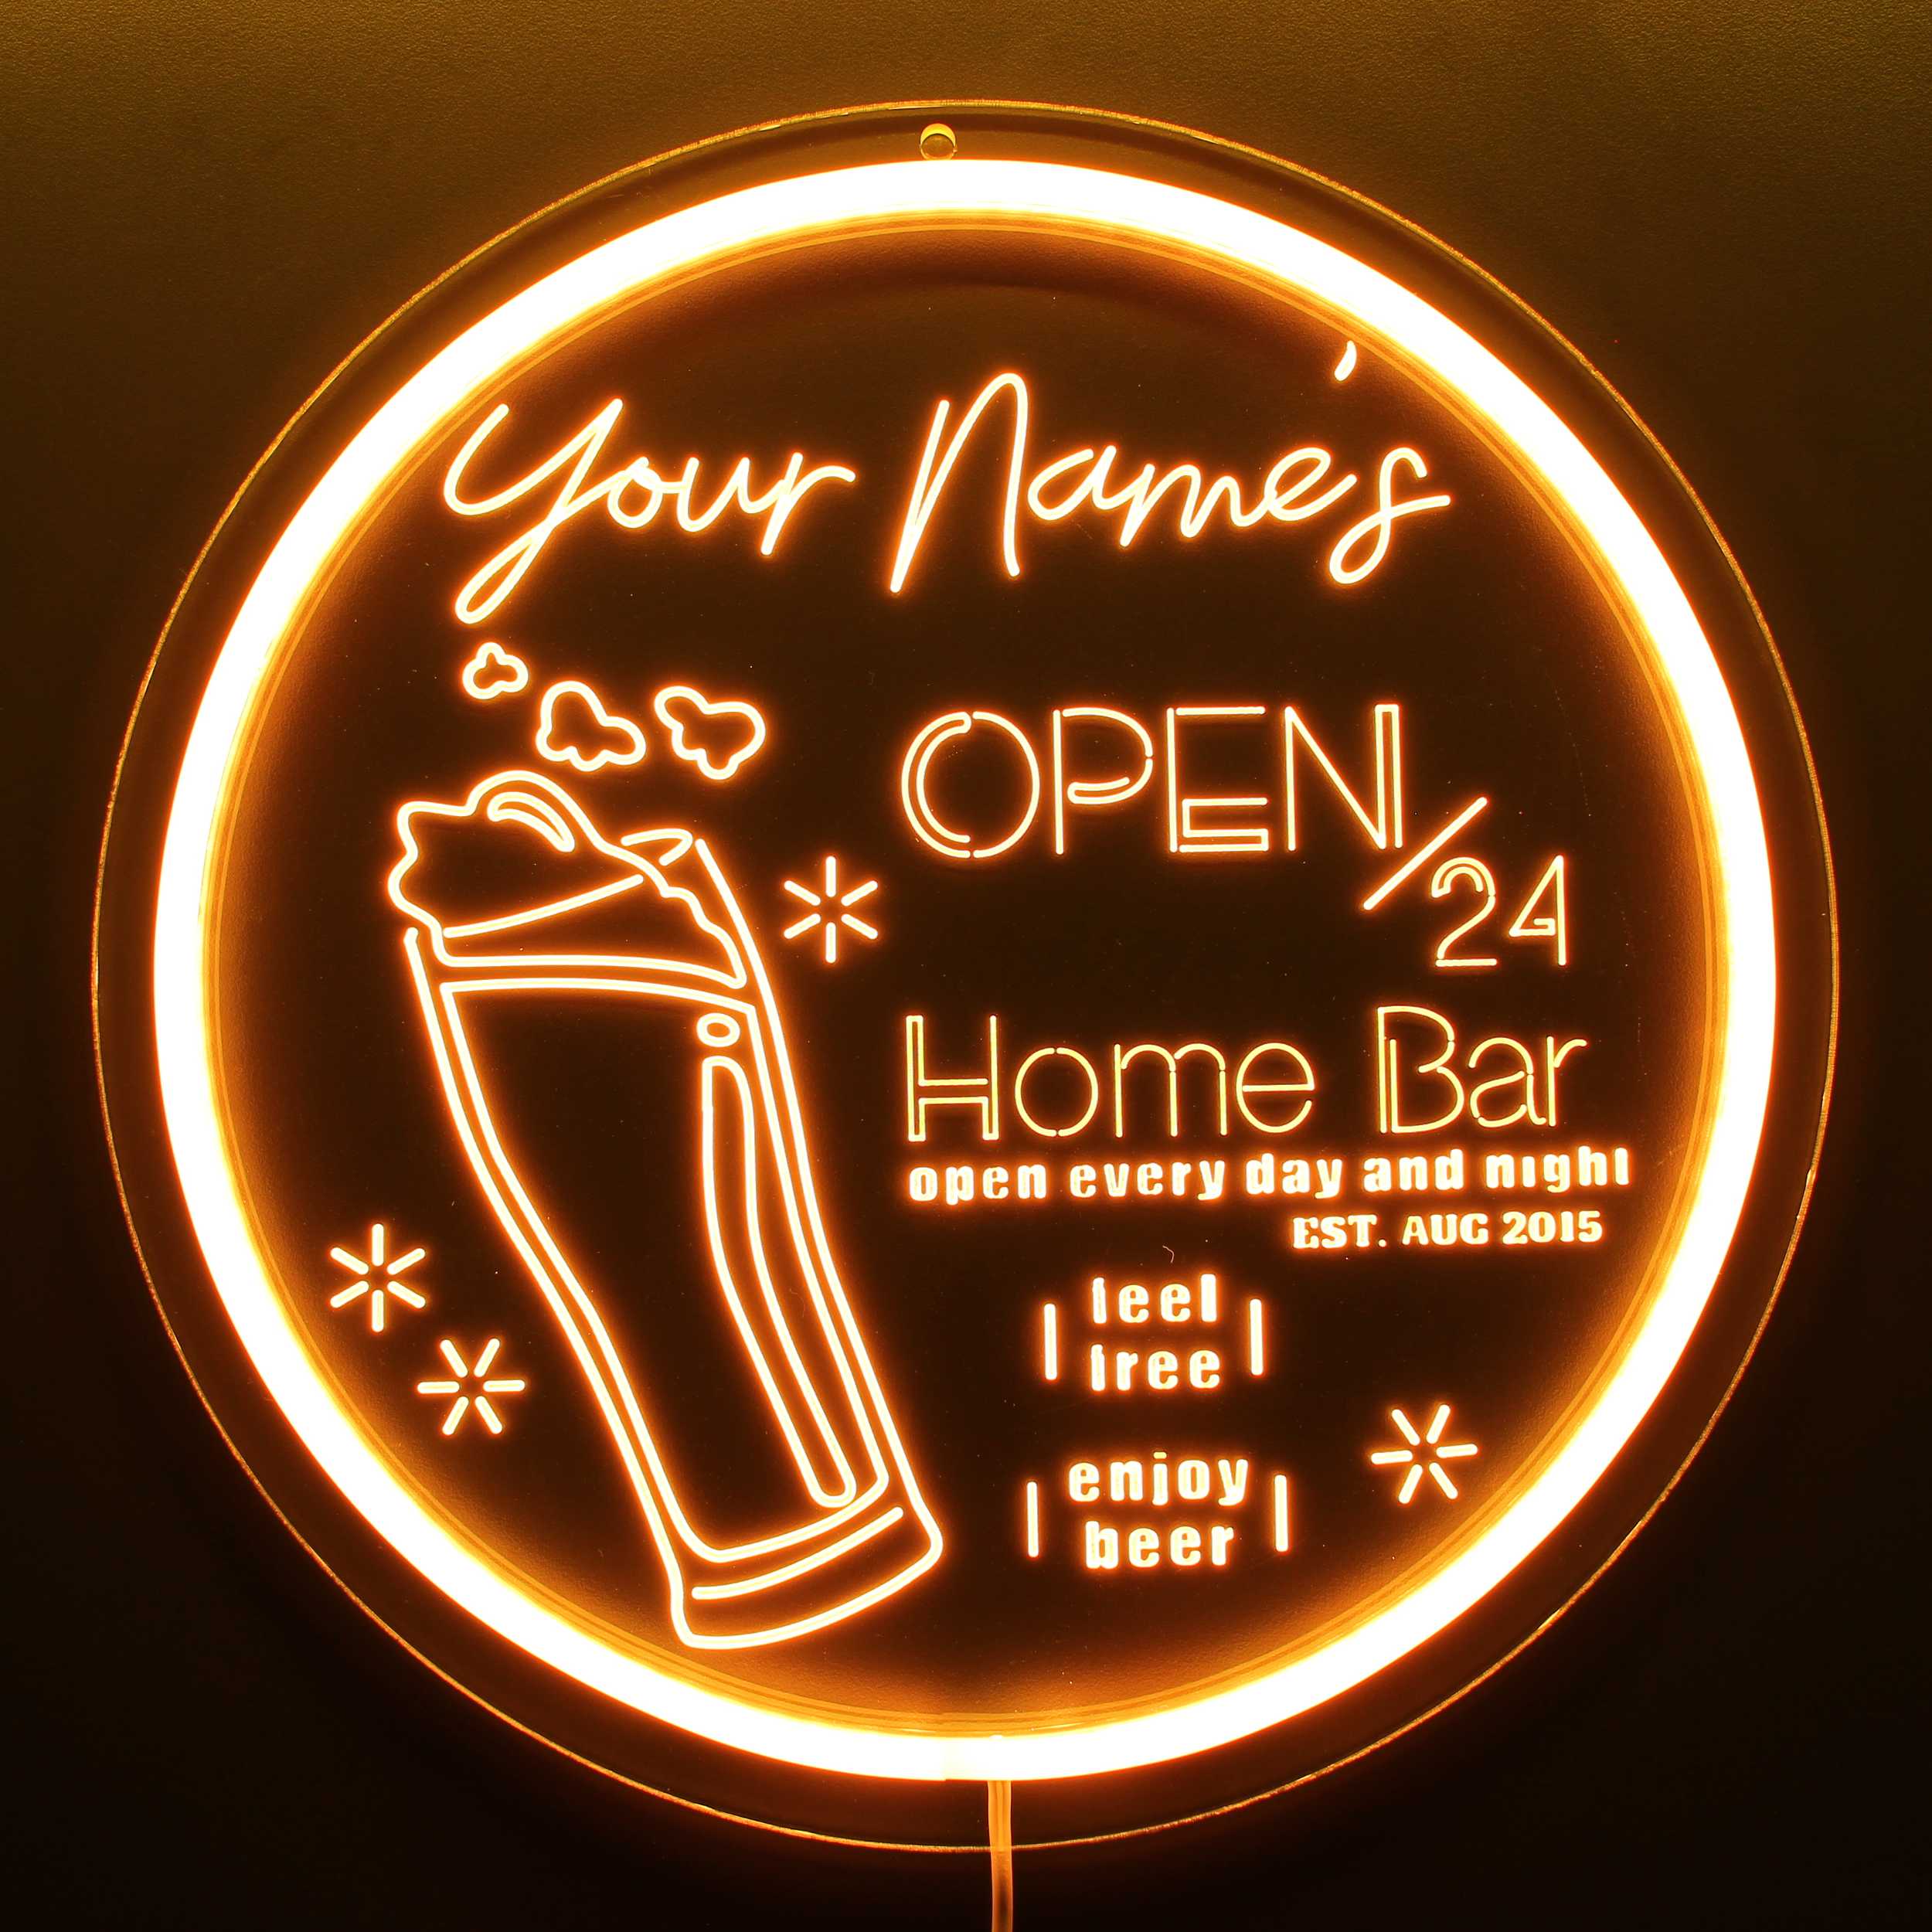 Your Name's
OPEN/24
Home Bar
open every day and night
EST. AUG 2015
feel
free
enjoy
beer